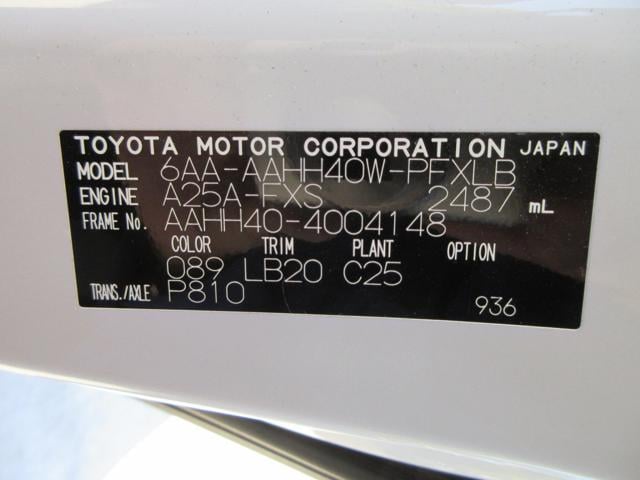 TOYOTA MOTOR CORPORATION JAPAN
MODEL 6AA-AAHH40W-PFXLB
ENGINE A25A-FXS 2487 mL
FRAME No. AAHH40-4004148
COLOR TRIM PLANT OPTION
089 LB20 C25
TRANS./AXLE P810
936